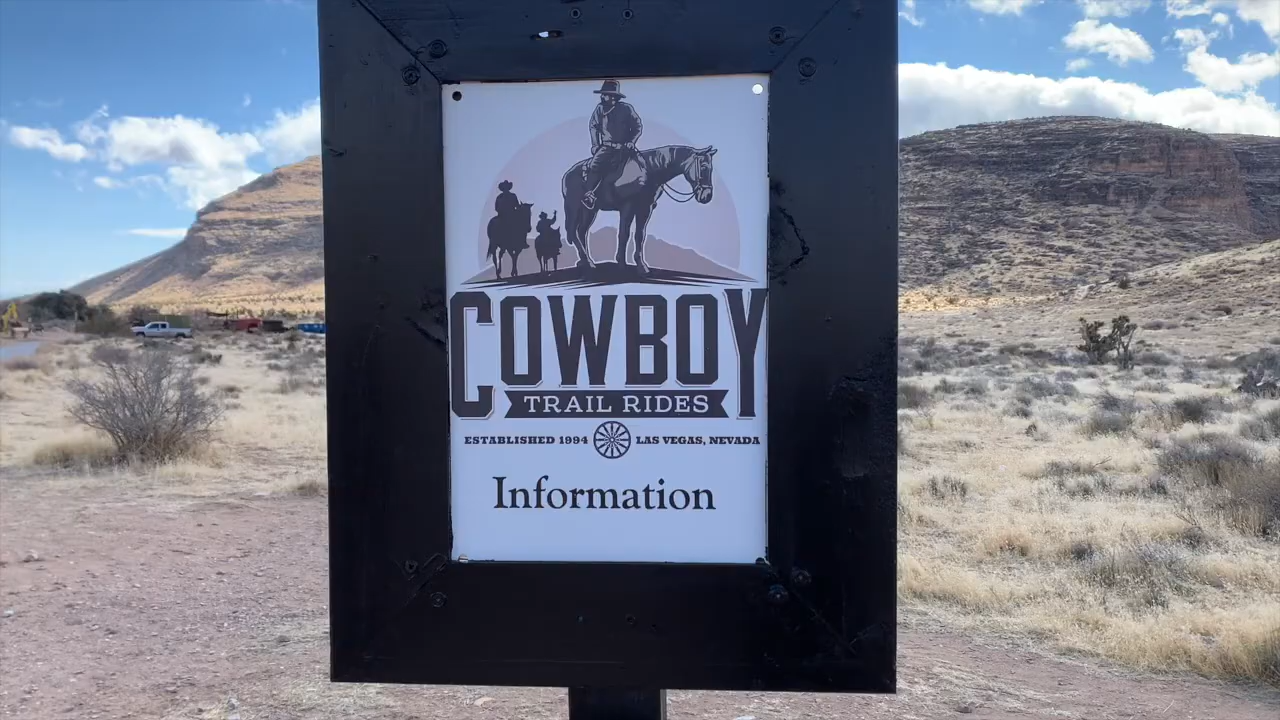 COWBOY
TRAIL RIDES
ESTABLISHED 1994 LAS VEGAS, NEVADA
Information